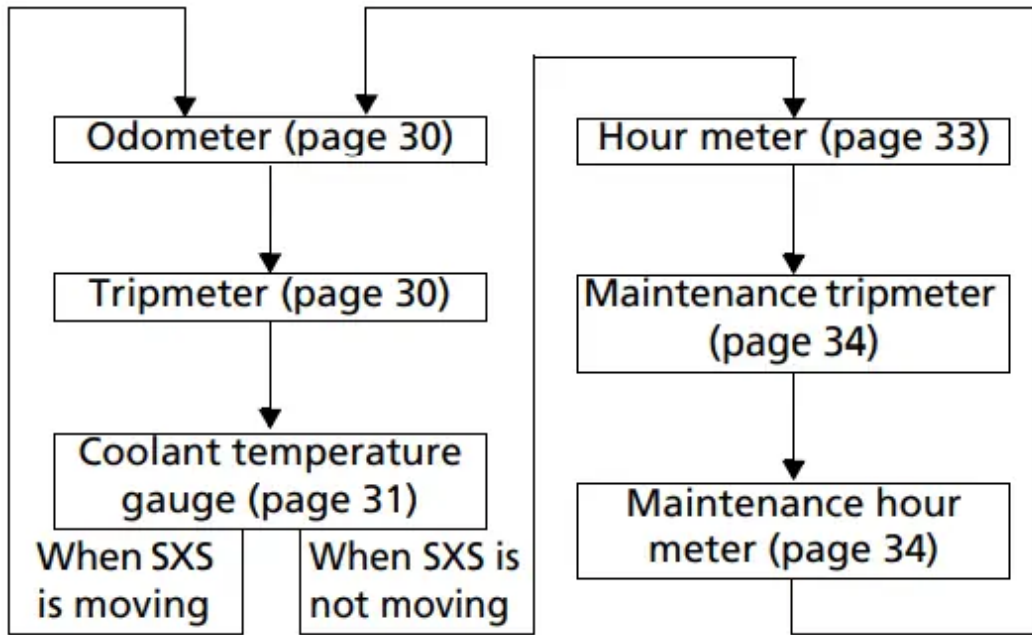 Odometer (page 30)
Tripmeter (page 30)
Coolant temperature
gauge (page 31)
When SXS
is moving
When SXS is
not moving
Hour meter (page 33)
Maintenance tripmeter
(page 34)
Maintenance hour
meter (page 34)